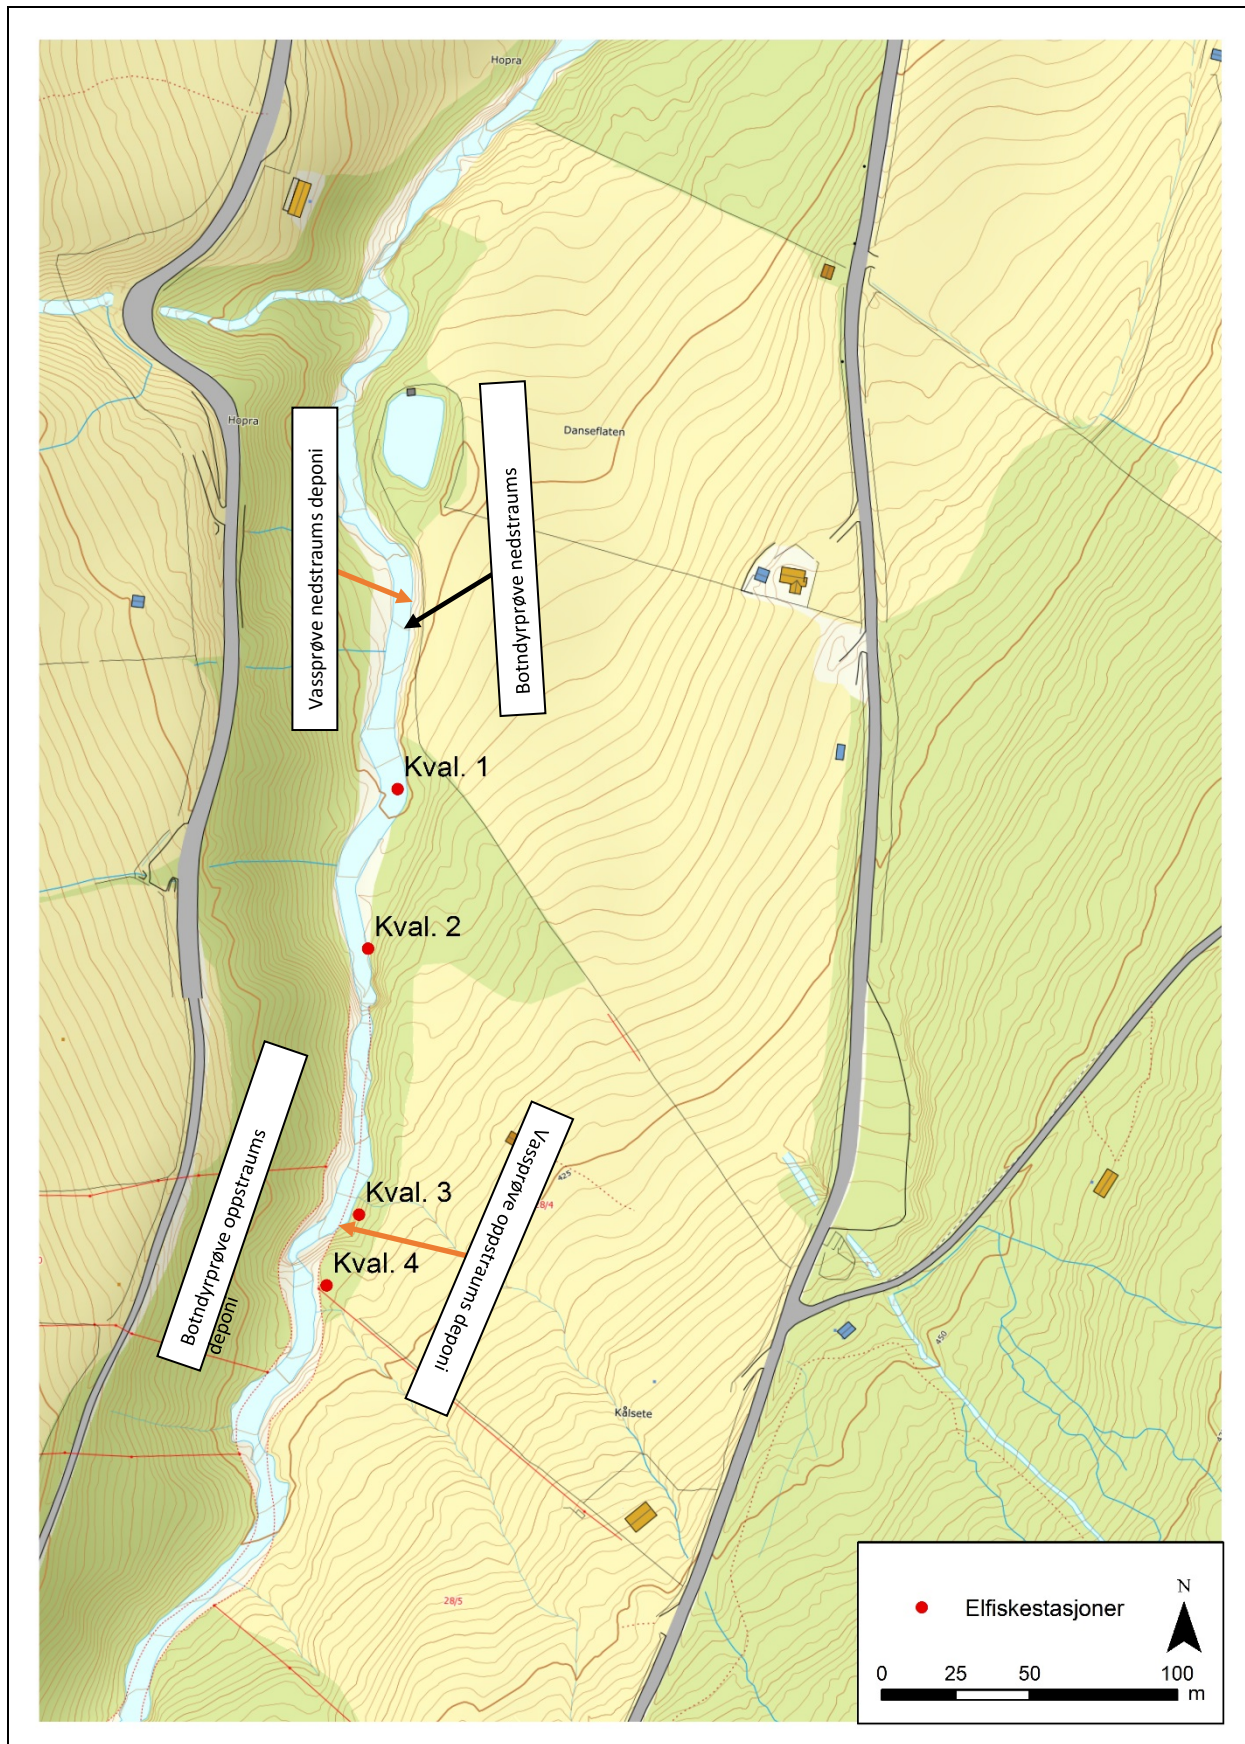 Hopra
Hopra
Danseflaten
Vassprøve nedstraums deponi
Botndyrprøve nedstraums
Kval. 1
Kval. 2
Botndyrprøve oppstraums
deponi
Vassprøve oppstraums deponi
425
28/4
Kval. 3
Kval. 4
450
Kålsete
28/5
Elfiskestasjoner
N
0 25 50 100
m